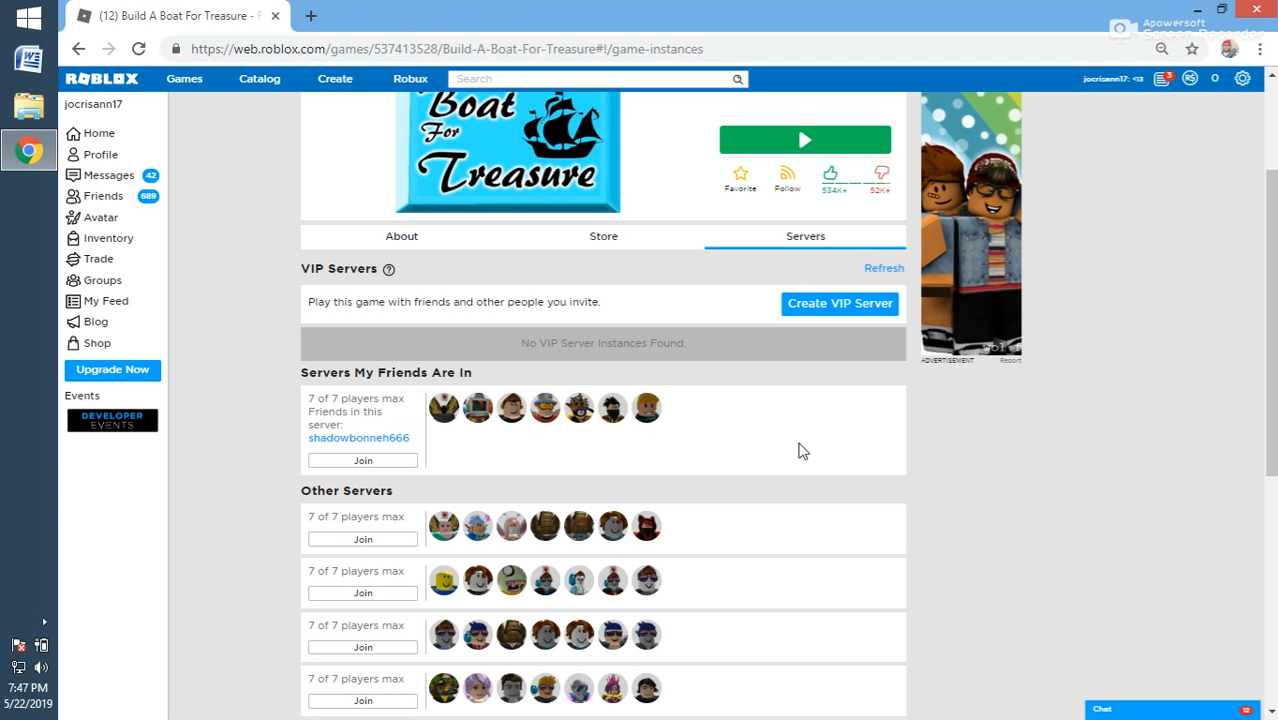 (12) Build A Boat For Treasure - R
Apowersoft
Screen Recorder
https://web.roblox.com/games/537413528/Build-A-Boat-For-Treasure#!/game-instances
ROBLOX Games Catalog Create Robux Search jocrisann17: <13 3 R$ 0
jocrisann17
Home
Profile
Messages 42
Friends 689
Avatar
Inventory
Trade
Groups
My Feed
Blog
Shop
Upgrade Now
Events
DEVELOPER
EVENTS
Boat
For
Treasure
Favorite Follow 534K+ 52K+
About Store Servers
VIP Servers ? Refresh
Play this game with friends and other people you invite. Create VIP Server
No VIP Server Instances Found.
ADVERTISEMENT Report
Servers My Friends Are In
7 of 7 players max
Friends in this
server:
shadowbonneh666
Join
Other Servers
7 of 7 players max
Join
7 of 7 players max
Join
7 of 7 players max
Join
7 of 7 players max
Join
Chat 12
7:47 PM
5/22/2019